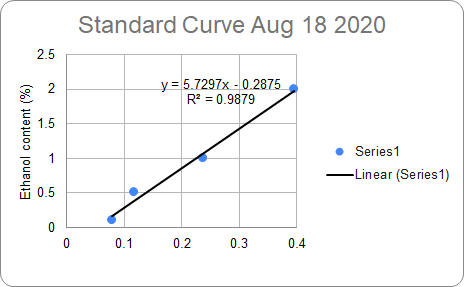 Standard Curve Aug 18 2020
2.5
y = 5.7297x - 0.2875
R² = 0.9879
2
1.5
1
0.5
0
Ethanol content (%)
0 0.1 0.2 0.3 0.4
Series1
Linear (Series1)